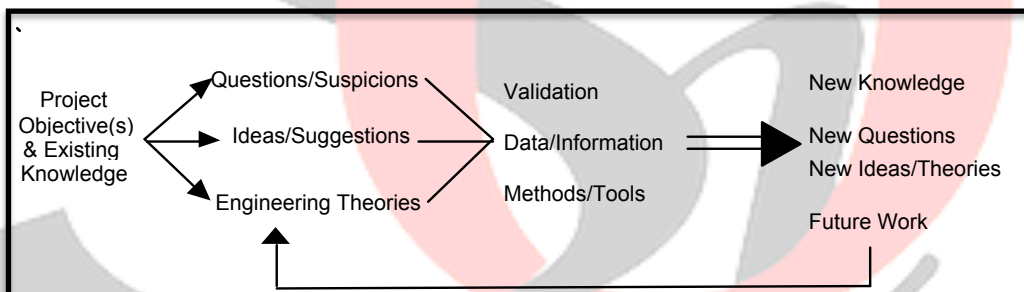 Project
Objective(s)
& Existing
Knowledge
Questions/Suspicions
Ideas/Suggestions
Engineering Theories
Validation
Data/Information
Methods/Tools
New Knowledge
New Questions
New Ideas/Theories
Future Work